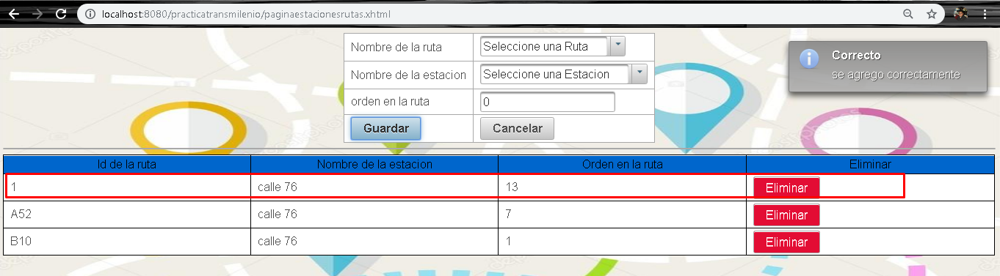 localhost:8080/practicatransmilenio/paginaestacionesrutas.xhtml
Nombre de la ruta
Seleccione una Ruta
Nombre de la estacion
Seleccione una Estacion
orden en la ruta
0
Guardar
Cancelar
Correcto
se agrego correctamente
Id de la ruta Nombre de la estacion Orden en la ruta Eliminar
1 calle 76 13 Eliminar
A52 calle 76 7 Eliminar
B10 calle 76 1 Eliminar